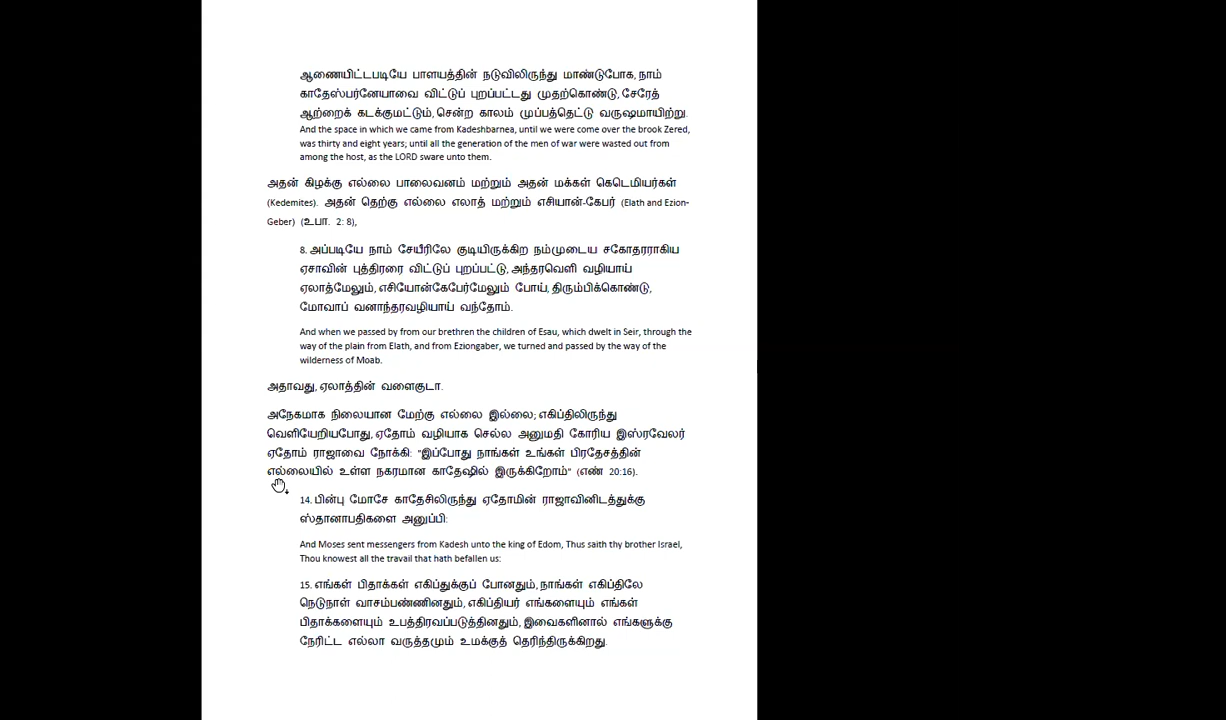 ஆணையிட்டபடியே பாளயத்தின் நடுவிலிருந்து மாண்டுபோக, நாம்
காதேஸ்பர்னேயாவை விட்டுப் புறப்பட்டது முதற்கொண்டு, சேரேத்
ஆற்றைக் கடக்குமட்டும், சென்ற காலம் முப்பத்தெட்டு வருஷமாயிற்று.
And the space in which we came from Kadeshbarnea, until we were come over the brook Zered,
was thirty and eight years; until all the generation of the men of war were wasted out from
among the host, as the LORD sware unto them.
அதன் கிழக்கு எல்லை பாலைவனம் மற்றும் அதன் மக்கள் கெடெமியர்கள்
(Kedemites). அதன் தெற்கு எல்லை எலாத் மற்றும் எசியான்-கேபர் (Elath and Ezion-
Geber) (உபா. 2: 8),
8. அப்படியே நாம் சேயீரிலே குடியிருக்கிற நம்முடைய சகோதரராகிய
ஏசாவின் புத்திரரை விட்டுப் புறப்பட்டு, அந்தரவெளி வழியாய்
ஏலாத்மேலும், எசியோன்கேபேர்மேலும் போய், திரும்பிக்கொண்டு,
மோவாப் வனாந்தரவழியாய் வந்தோம்.
And when we passed by from our brethren the children of Esau, which dwelt in Seir, through the
way of the plain from Elath, and from Eziongaber, we turned and passed by the way of the
wilderness of Moab.
அதாவது, ஏலாத்தின் வளைகுடா.
அநேகமாக நிலையான மேற்கு எல்லை இல்லை; எகிப்திலிருந்து
வெளியேறியபோது, ஏதோம் வழியாக செல்ல அனுமதி கோரிய இஸ்ரவேலர்
ஏதோம் ராஜாவை நோக்கி: "இப்போது நாங்கள் உங்கள் பிரதேசத்தின்
எல்லையில் உள்ள நகரமான காதேஷில் இருக்கிறோம்" (எண் 20:16).
14. பின்பு மோசே காதேசிலிருந்து ஏதோமின் ராஜாவினிடத்துக்கு
ஸ்தானாபதிகளை அனுப்பி:
And Moses sent messengers from Kadesh unto the king of Edom, Thus saith thy brother Israel,
Thou knowest all the travail that hath befallen us:
15. எங்கள் பிதாக்கள் எகிப்துக்குப் போனதும், நாங்கள் எகிப்திலே
நெடுநாள் வாசம்பண்ணினதும், எகிப்தியர் எங்களையும் எங்கள்
பிதாக்களையும் உபத்திரவப்படுத்தினதும், இவைகளினால் எங்களுக்கு
நேரிட்ட எல்லா வருத்தமும் உமக்குத் தெரிந்திருக்கிறது.